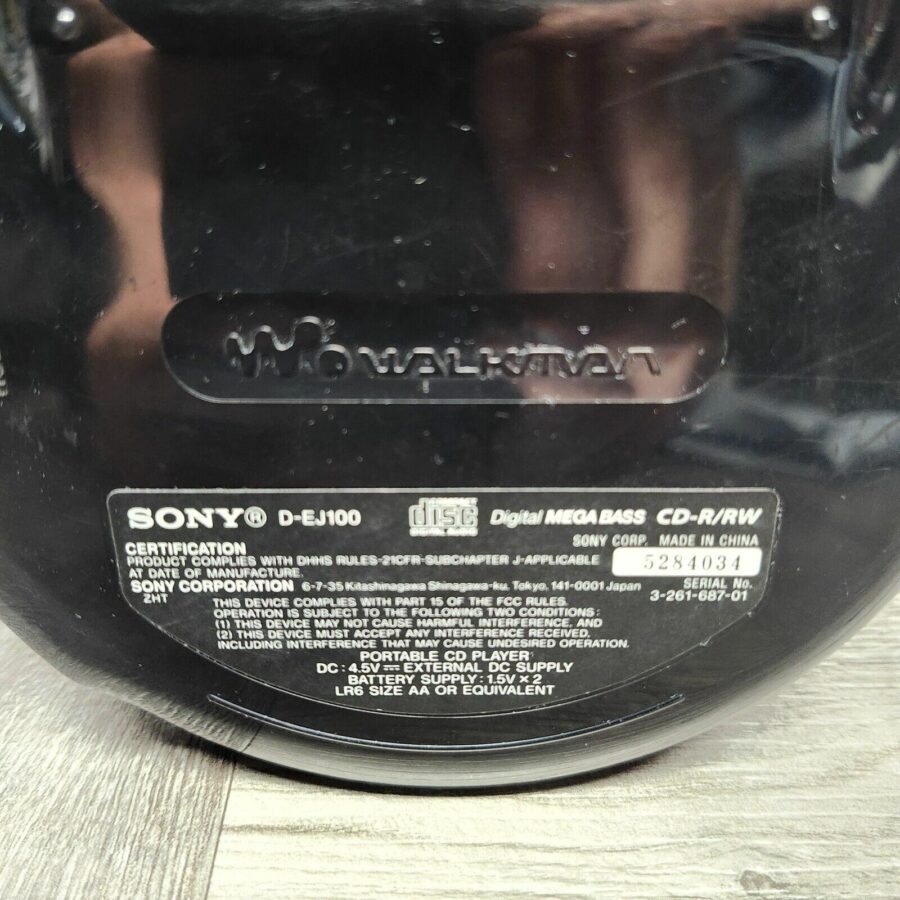 WALKMAN
SONY® D-EJ100 COMPACT disc DIGITAL AUDIO Digital MEGA BASS CD-R/RW
SONY CORP. MADE IN CHINA
CERTIFICATION
PRODUCT COMPLIES WITH DHHS RULES-21CFR-SUBCHAPTER J-APPLICABLE
AT DATE OF MANUFACTURE.
5284034
SONY CORPORATION 6-7-35 Kitashinagawa Shinagawa-ku, Tokyo, 141-0001 Japan
SERIAL No.
ZHT
3-261-687-01
THIS DEVICE COMPLIES WITH PART 15 OF THE FCC RULES.
OPERATION IS SUBJECT TO THE FOLLOWING TWO CONDITIONS:
(1) THIS DEVICE MAY NOT CAUSE HARMFUL INTERFERENCE, AND
(2) THIS DEVICE MUST ACCEPT ANY INTERFERENCE RECEIVED,
INCLUDING INTERFERENCE THAT MAY CAUSE UNDESIRED OPERATION.
PORTABLE CD PLAYER
DC: 4.5V ⎓ EXTERNAL DC SUPPLY
BATTERY SUPPLY: 1.5V × 2
LR6 SIZE AA OR EQUIVALENT